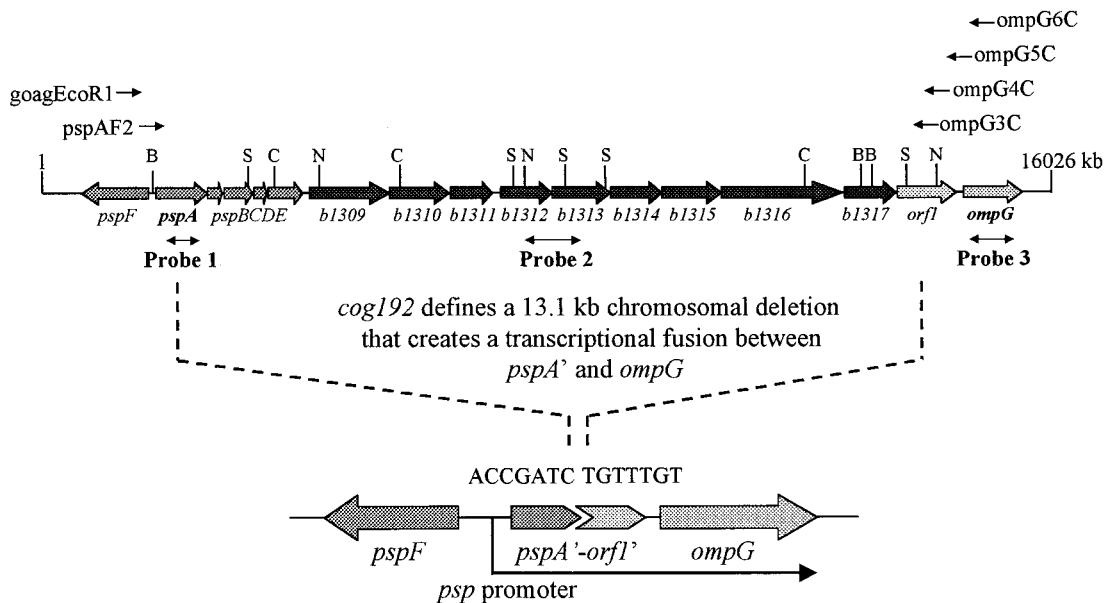 ompG6C
ompG5C
goagEcoR1
ompG4C
pspAF2
ompG3C
1 B S C N C S N S S C B B S N 16026 kb
pspF pspA pspBCDE b1309 b1310 b1311 b1312 b1313 b1314 b1315 b1316 b1317 orf1 ompG
Probe 1 Probe 2 Probe 3
cog192 defines a 13.1 kb chromosomal deletion
that creates a transcriptional fusion between
pspA' and ompG
ACCGATC TGTTTGT
pspF pspA'-orf1' ompG
psp promoter